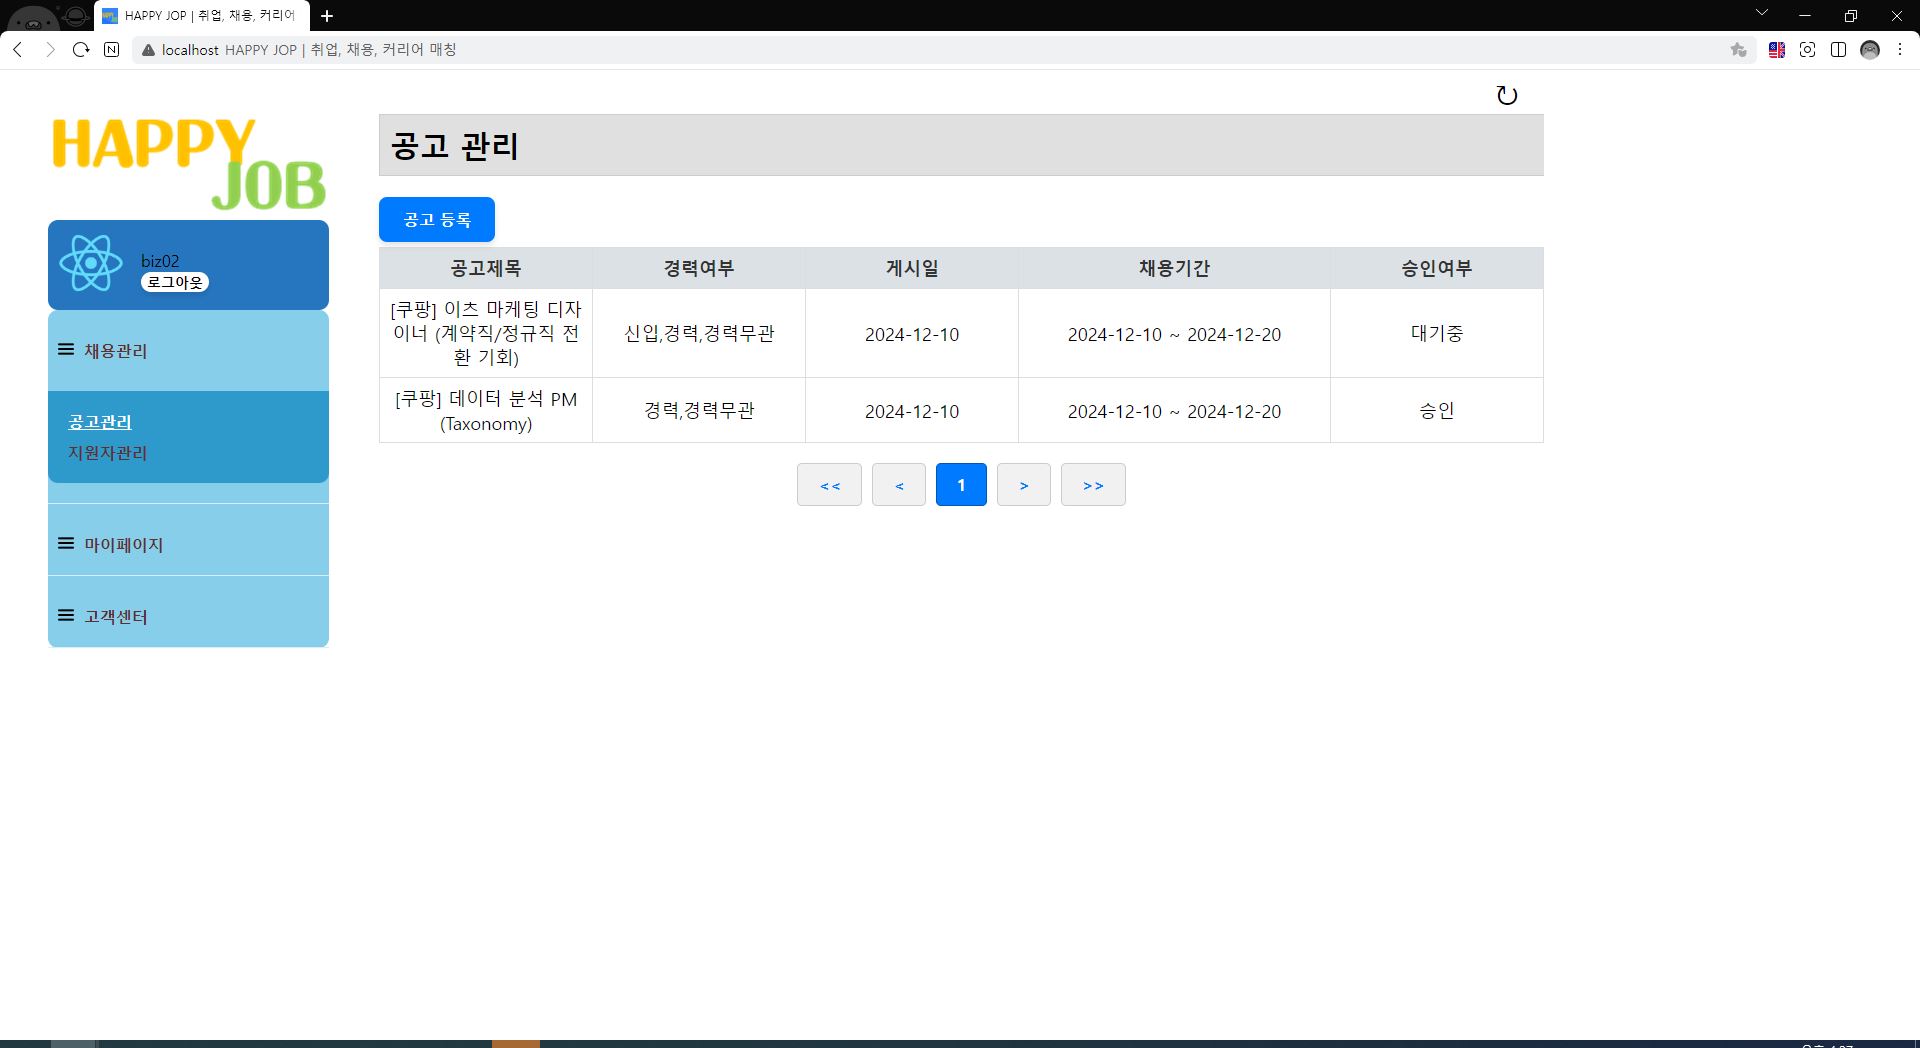 HAPPY JOP | 취업, 채용, 커리어
localhost HAPPY JOP | 취업, 채용, 커리어 매칭
HAPPY
JOB
공고 관리
공고 등록
biz02
로그아웃
채용관리
공고관리
지원자관리
마이페이지
고객센터
공고제목 경력여부 게시일 채용기간 승인여부
[쿠팡] 이츠 마케팅 디자
이너 (계약직/정규직 전
환 기회)
신입,경력,경력무관 2024-12-10 2024-12-10 ~ 2024-12-20 대기중
[쿠팡] 데이터 분석 PM
(Taxonomy)
경력,경력무관 2024-12-10 2024-12-10 ~ 2024-12-20 승인
<< < 1 > >>